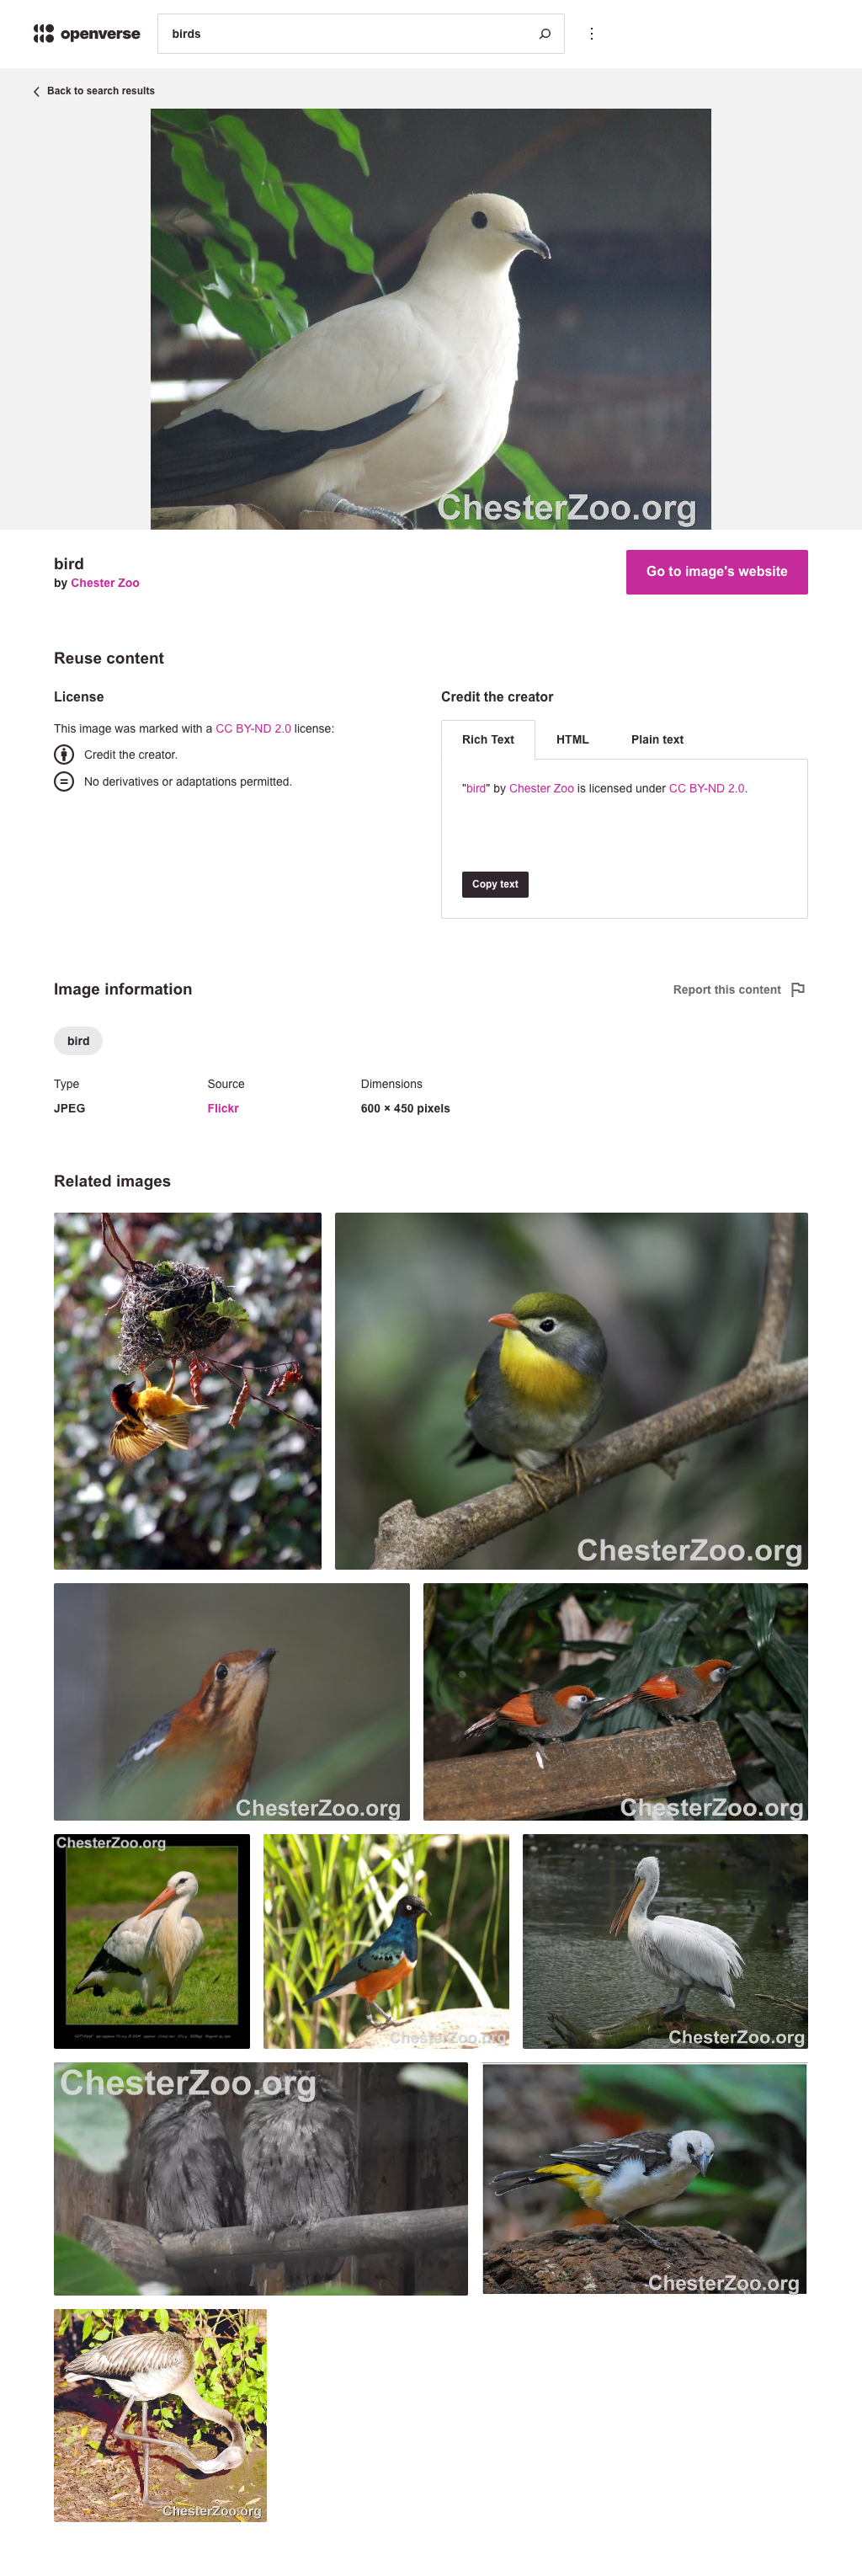 openverse
birds
Back to search results
ChesterZoo.org
bird
by Chester Zoo
Go to image's website
Reuse content
License
This image was marked with a CC BY-ND 2.0 license:
Credit the creator.
No derivatives or adaptations permitted.
Credit the creator
Rich Text HTML Plain text
"bird" by Chester Zoo is licensed under CC BY-ND 2.0.
Copy text
Image information
Report this content
bird
Type Source Dimensions
JPEG Flickr 600 × 450 pixels
Related images
ChesterZoo.org
ChesterZoo.org
ChesterZoo.org
ChesterZoo.org
ChesterZoo.org
ChesterZoo.org
ChesterZoo.org
ChesterZoo.org
ChesterZoo.org